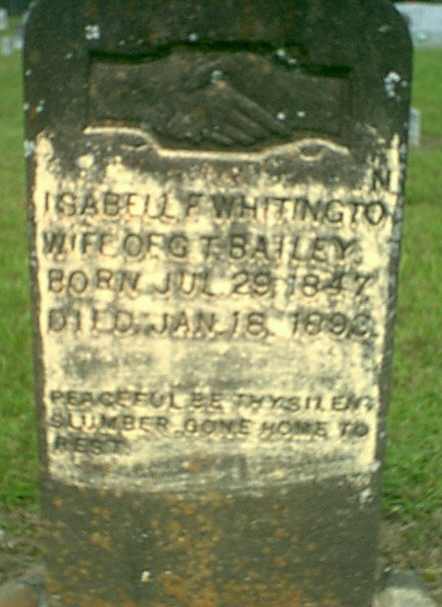 ISABELL F. WHITINGTON
WIFE OF G T. BAILEY.
BORN JUL 29, 1847
DIED. JAN. 18,
PEACEFUL BE THY SILENT
SLUMBER GONE HOME TO
REST